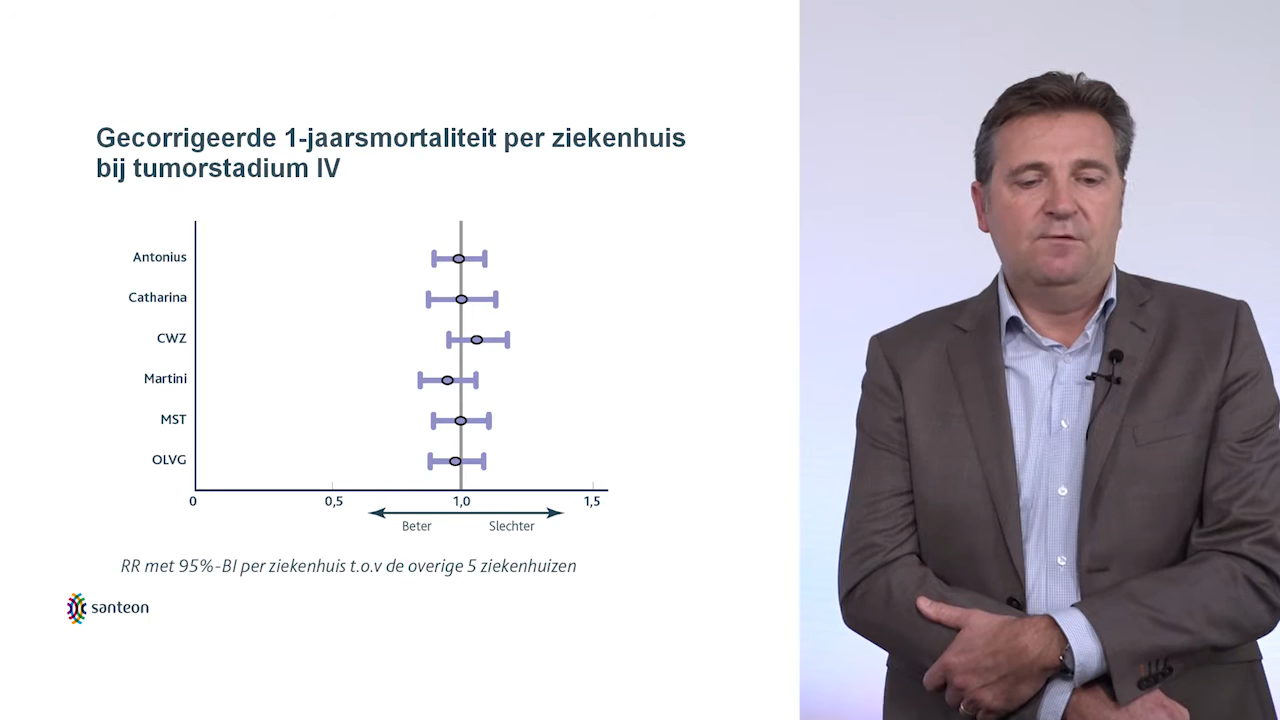 Gecorrigeerde 1-jaarsmortaliteit per ziekenhuis
bij tumorstadium IV
Antonius
Catharina
CWZ
Martini
MST
OLVG
0 0,5 1,0 1,5
Beter Slechter
RR met 95%-BI per ziekenhuis t.o.v de overige 5 ziekenhuizen
santeon